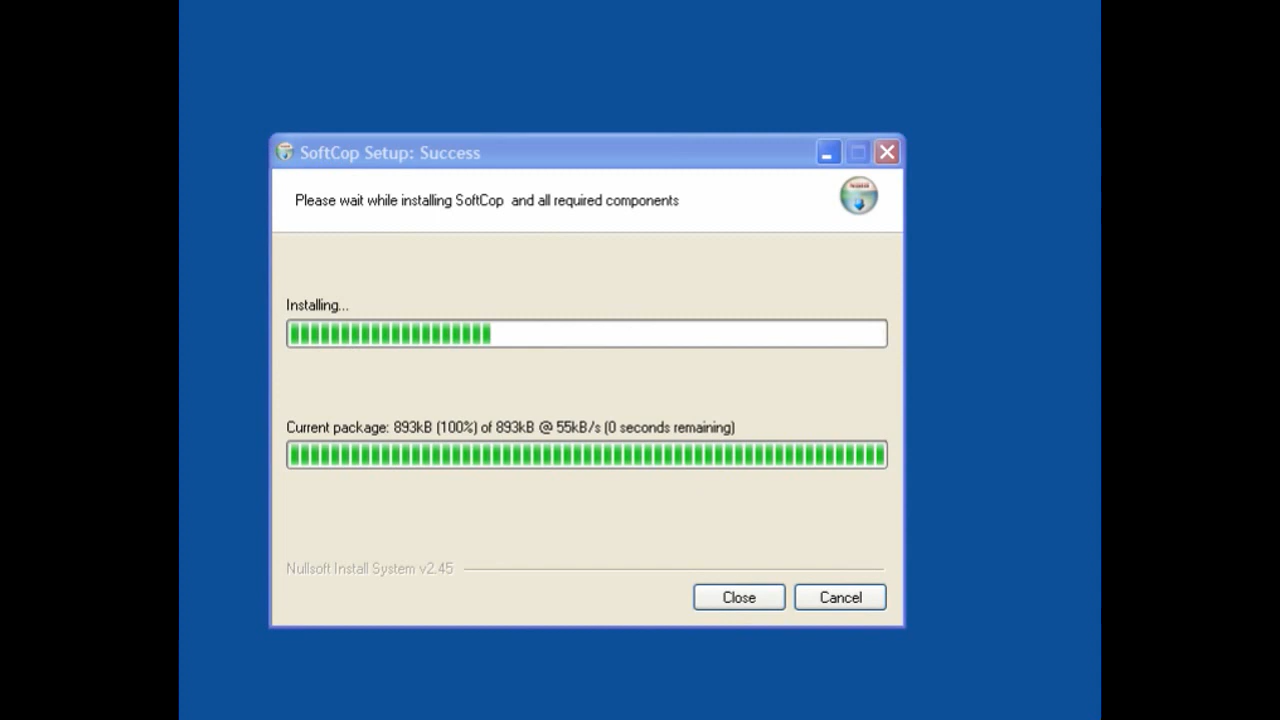 SoftCop Setup: Success
Please wait while installing SoftCop  and all required components
Installing...
Current package: 893kB (100%) of 893kB @ 55kB/s (0 seconds remaining)
Nullsoft Install System v2.45
Close
Cancel